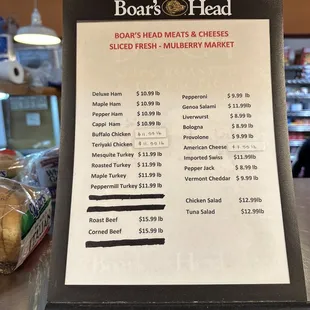 Boar's Head
BOAR'S HEAD MEATS & CHEESES
SLICED FRESH - MULBERRY MARKET
Deluxe Ham $ 10.99 lb
Maple Ham $ 10.99 lb
Pepper Ham $ 10.99 lb
Cappi Ham $ 10.99 lb
Buffalo Chicken
Teriyaki Chicken
Mesquite Turkey $ 11.99 lb
Roasted Turkey $ 11.99 lb
Maple Turkey $ 11.99 lb
Peppermill Turkey $11.99 lb
Roast Beef $15.99 lb
Corned Beef $15.99 lb
Pepperoni $ 9.99 lb
Genoa Salami $ 11.99lb
Liverwurst $ 8.99 lb
Bologna $ 8.99 lb
Provolone $ 9.99 lb
American Cheese
Imported Swiss $11.99lb
Pepper Jack $ 8.99 lb
Vermont Cheddar $ 9.99 lb
Chicken Salad $12.99lb
Tuna Salad $12.99lb